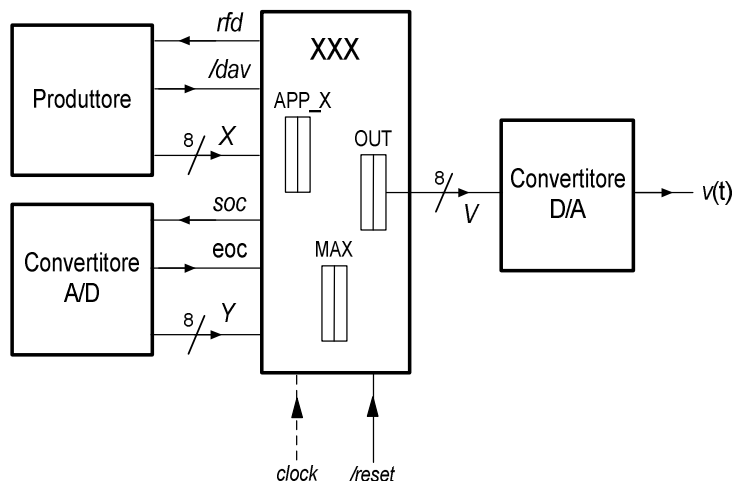 rfd
XXX
/dav
Produttore
APP_X
8
X
OUT
8
V
Convertitore
D/A
v(t)
soc
eoc
Convertitore
A/D
MAX
8
Y
clock
/reset